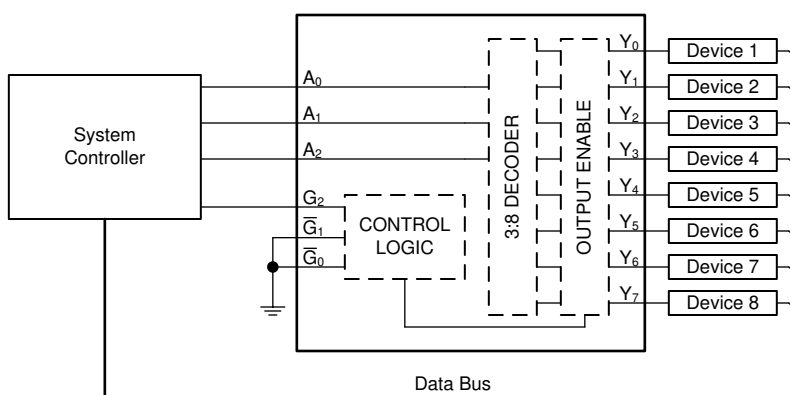 System
Controller
A0
A1
A2
G2
G̅1
G̅0
CONTROL
LOGIC
3:8 DECODER
OUTPUT ENABLE
Y0
Y1
Y2
Y3
Y4
Y5
Y6
Y7
Device 1
Device 2
Device 3
Device 4
Device 5
Device 6
Device 7
Device 8
Data Bus